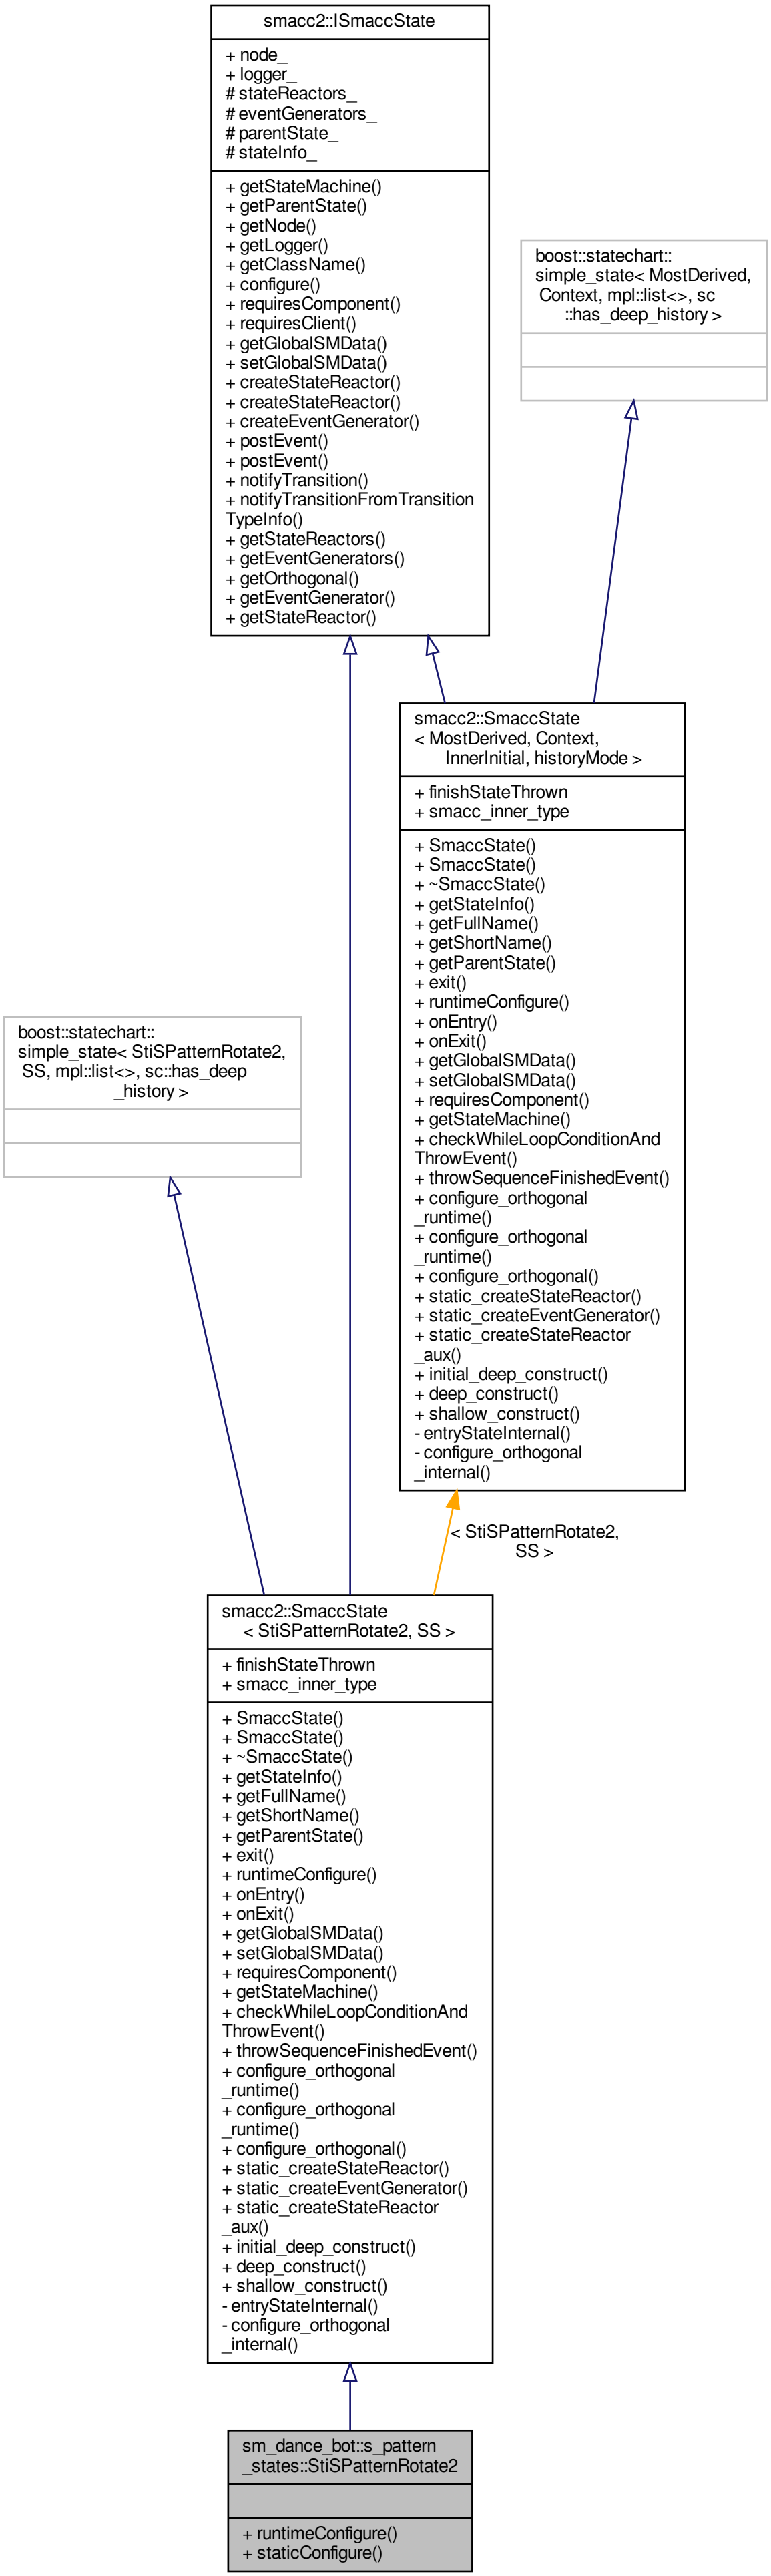 smacc2::ISmaccState
+ node_
+ logger_
# stateReactors_
# eventGenerators_
# parentState_
# stateInfo_
+ getStateMachine()
+ getParentState()
+ getNode()
+ getLogger()
+ getClassName()
+ configure()
+ requiresComponent()
+ requiresClient()
+ getGlobalSMData()
+ setGlobalSMData()
+ createStateReactor()
+ createStateReactor()
+ createEventGenerator()
+ postEvent()
+ postEvent()
+ notifyTransition()
+ notifyTransitionFromTransition
TypeInfo()
+ getStateReactors()
+ getEventGenerators()
+ getOrthogonal()
+ getEventGenerator()
+ getStateReactor()
boost::statechart::
simple_state< MostDerived,
Context, mpl::list<>, sc
::has_deep_history >
smacc2::SmaccState
< MostDerived, Context,
InnerInitial, historyMode >
+ finishStateThrown
+ smacc_inner_type
+ SmaccState()
+ SmaccState()
+ ~SmaccState()
+ getStateInfo()
+ getFullName()
+ getShortName()
+ getParentState()
+ exit()
+ runtimeConfigure()
+ onEntry()
+ onExit()
+ getGlobalSMData()
+ setGlobalSMData()
+ requiresComponent()
+ getStateMachine()
+ checkWhileLoopConditionAnd
ThrowEvent()
+ throwSequenceFinishedEvent()
+ configure_orthogonal
_runtime()
+ configure_orthogonal
_runtime()
+ configure_orthogonal()
+ static_createStateReactor()
+ static_createEventGenerator()
+ static_createStateReactor
_aux()
+ initial_deep_construct()
+ deep_construct()
+ shallow_construct()
- entryStateInternal()
- configure_orthogonal
_internal()
boost::statechart::
simple_state< StiSPatternRotate2,
SS, mpl::list<>, sc::has_deep
_history >
< StiSPatternRotate2,
SS >
smacc2::SmaccState
< StiSPatternRotate2, SS >
+ finishStateThrown
+ smacc_inner_type
+ SmaccState()
+ SmaccState()
+ ~SmaccState()
+ getStateInfo()
+ getFullName()
+ getShortName()
+ getParentState()
+ exit()
+ runtimeConfigure()
+ onEntry()
+ onExit()
+ getGlobalSMData()
+ setGlobalSMData()
+ requiresComponent()
+ getStateMachine()
+ checkWhileLoopConditionAnd
ThrowEvent()
+ throwSequenceFinishedEvent()
+ configure_orthogonal
_runtime()
+ configure_orthogonal
_runtime()
+ configure_orthogonal()
+ static_createStateReactor()
+ static_createEventGenerator()
+ static_createStateReactor
_aux()
+ initial_deep_construct()
+ deep_construct()
+ shallow_construct()
- entryStateInternal()
- configure_orthogonal
_internal()
sm_dance_bot::s_pattern
_states::StiSPatternRotate2
+ runtimeConfigure()
+ staticConfigure()